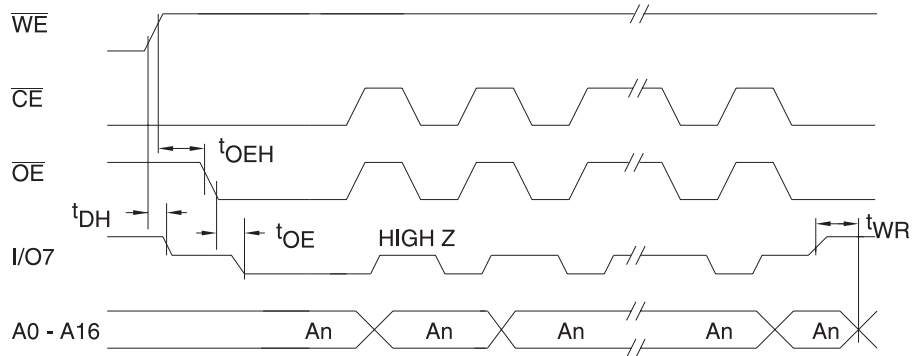 WE
CE
tOEH
OE
tDH
tOE
tWR
HIGH Z
I/O7
A0 - A16 An An An An An